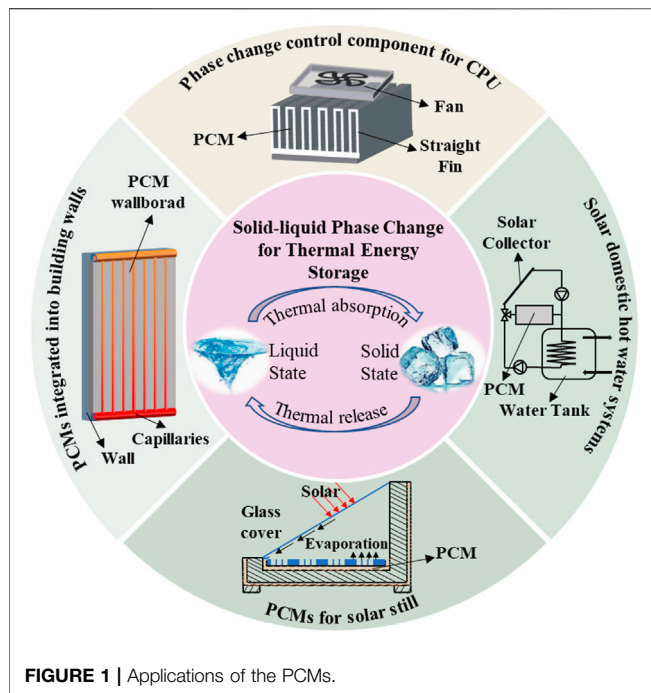 Phase change control component for CPU
Fan
PCM
Straight
Fin
PCMs integrated into building walls
PCM
wallborad
Wall
Capillaries
Solid-liquid Phase Change
for Thermal Energy
Storage
Thermal absorption
Liquid
State
Solid
State
Thermal release
Solar domestic hot water systems
Solar
Collector
PCM
Water Tank
Solar
Glass
cover
Evaporation
PCM
PCMs for solar still
FIGURE 1 | Applications of the PCMs.